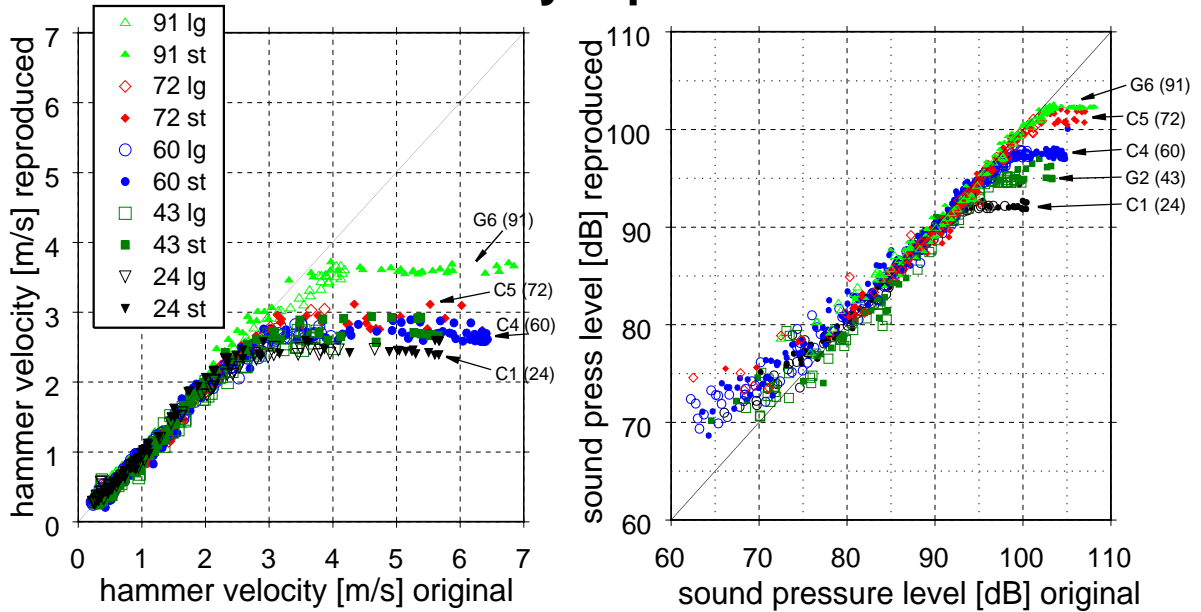 91 lg
91 st
72 lg
72 st
60 lg
60 st
43 lg
43 st
24 lg
24 st
hammer velocity [m/s] reproduced
7
6
5
4
3
2
1
0
0 1 2 3 4 5 6 7
hammer velocity [m/s] original
G6 (91)
C5 (72)
C4 (60)
C1 (24)
sound press level [dB] reproduced
110
100
90
80
70
60
60 70 80 90 100 110
sound pressure level [dB] original
G6 (91)
C5 (72)
C4 (60)
G2 (43)
C1 (24)